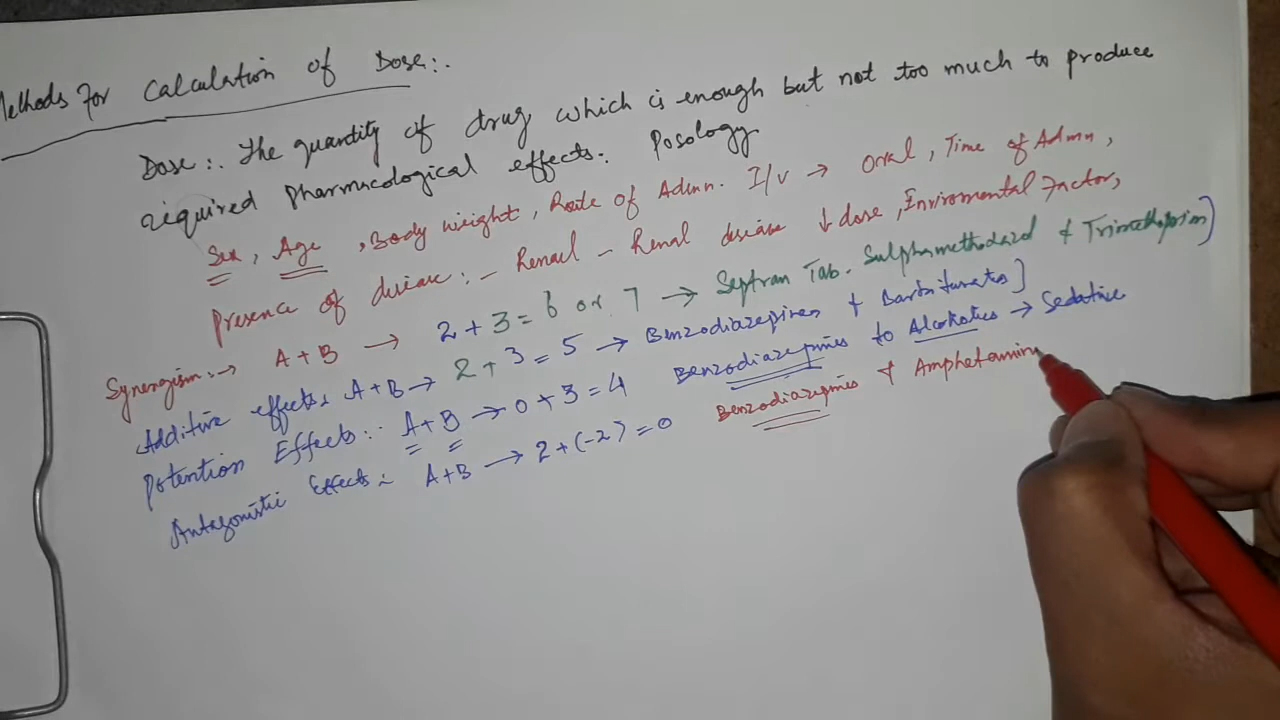 Methods For Calculation of Dose:.
Dose:. The quantity of drug which is enough but not too much to produce
required Pharmacological effects. Posology
Sex, Age, Body weight, Route of Admn. I/v → Oral, Time of Admn,
Presence of disease:- Renal - Renal disease ↓ dose, Enviromental Factor,
Synergism:→ A+B → 2+3=6 or 7 → Septran Tab. Sulphamethoxazol & Trimethoprim]
Additive effects: A+B → 2+3=5 → Benzodiazepines & Barbiturates]
Potention Effects:- A+B → 0+3=4 Benzodiazepines to Alcoholics → Sedative
Antagonistic Effects:- A+B → 2+(-2)=0 Benzodiazepines & Amphetamin